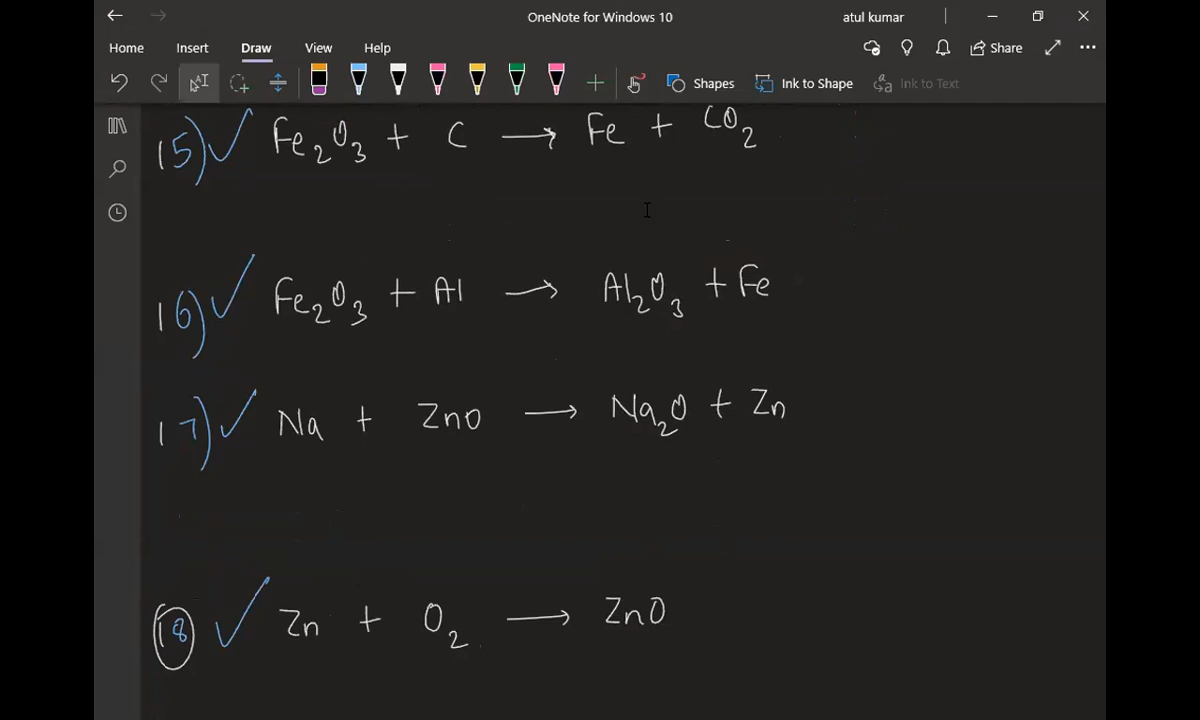 OneNote for Windows 10
atul kumar
Home Insert Draw View Help
Share
Shapes Ink to Shape Ink to Text
15) Fe₂O₃ + C → Fe + CO₂
16) Fe₂O₃ + Al → Al₂O₃ + Fe
17) Na + ZnO → Na₂O + Zn
18 Zn + O₂ → ZnO